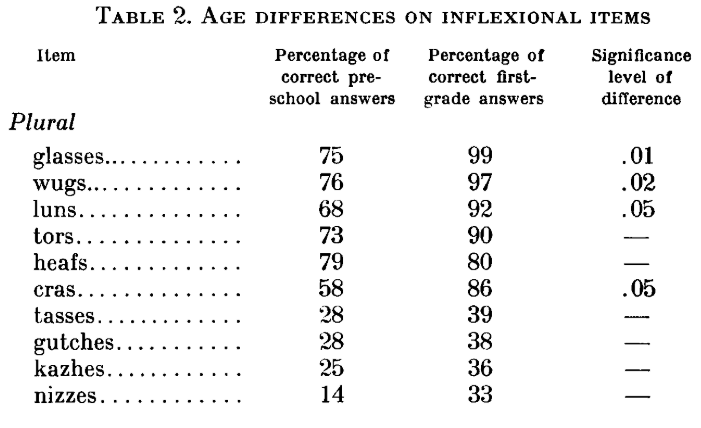 TABLE 2. AGE DIFFERENCES ON INFLEXIONAL ITEMS
Item Percentage of Percentage of Significance
correct pre- correct first- level of
school answers grade answers difference
Plural
glasses............. 75 99 .01
wugs.............. 76 97 .02
luns.............. 68 92 .05
tors.............. 73 90 —
heafs............. 79 80 —
cras.............. 58 86 .05
tasses............ 28 39 —
gutches........... 28 38 —
kazhes............ 25 36 —
nizzes............ 14 33 —